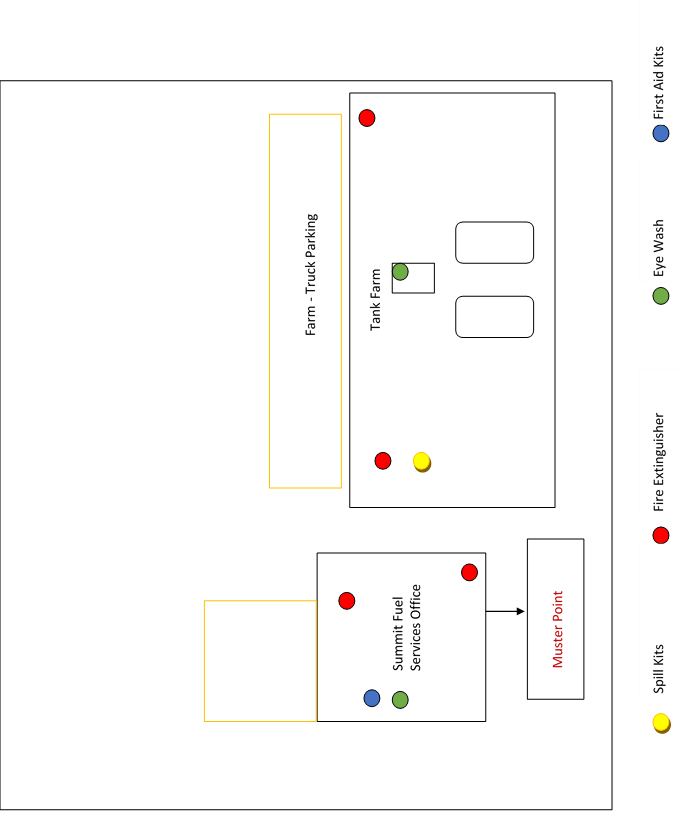 Farm - Truck Parking
Tank Farm
Summit Fuel
Services Office
Muster Point
Spill Kits
Fire Extinguisher
Eye Wash
First Aid Kits